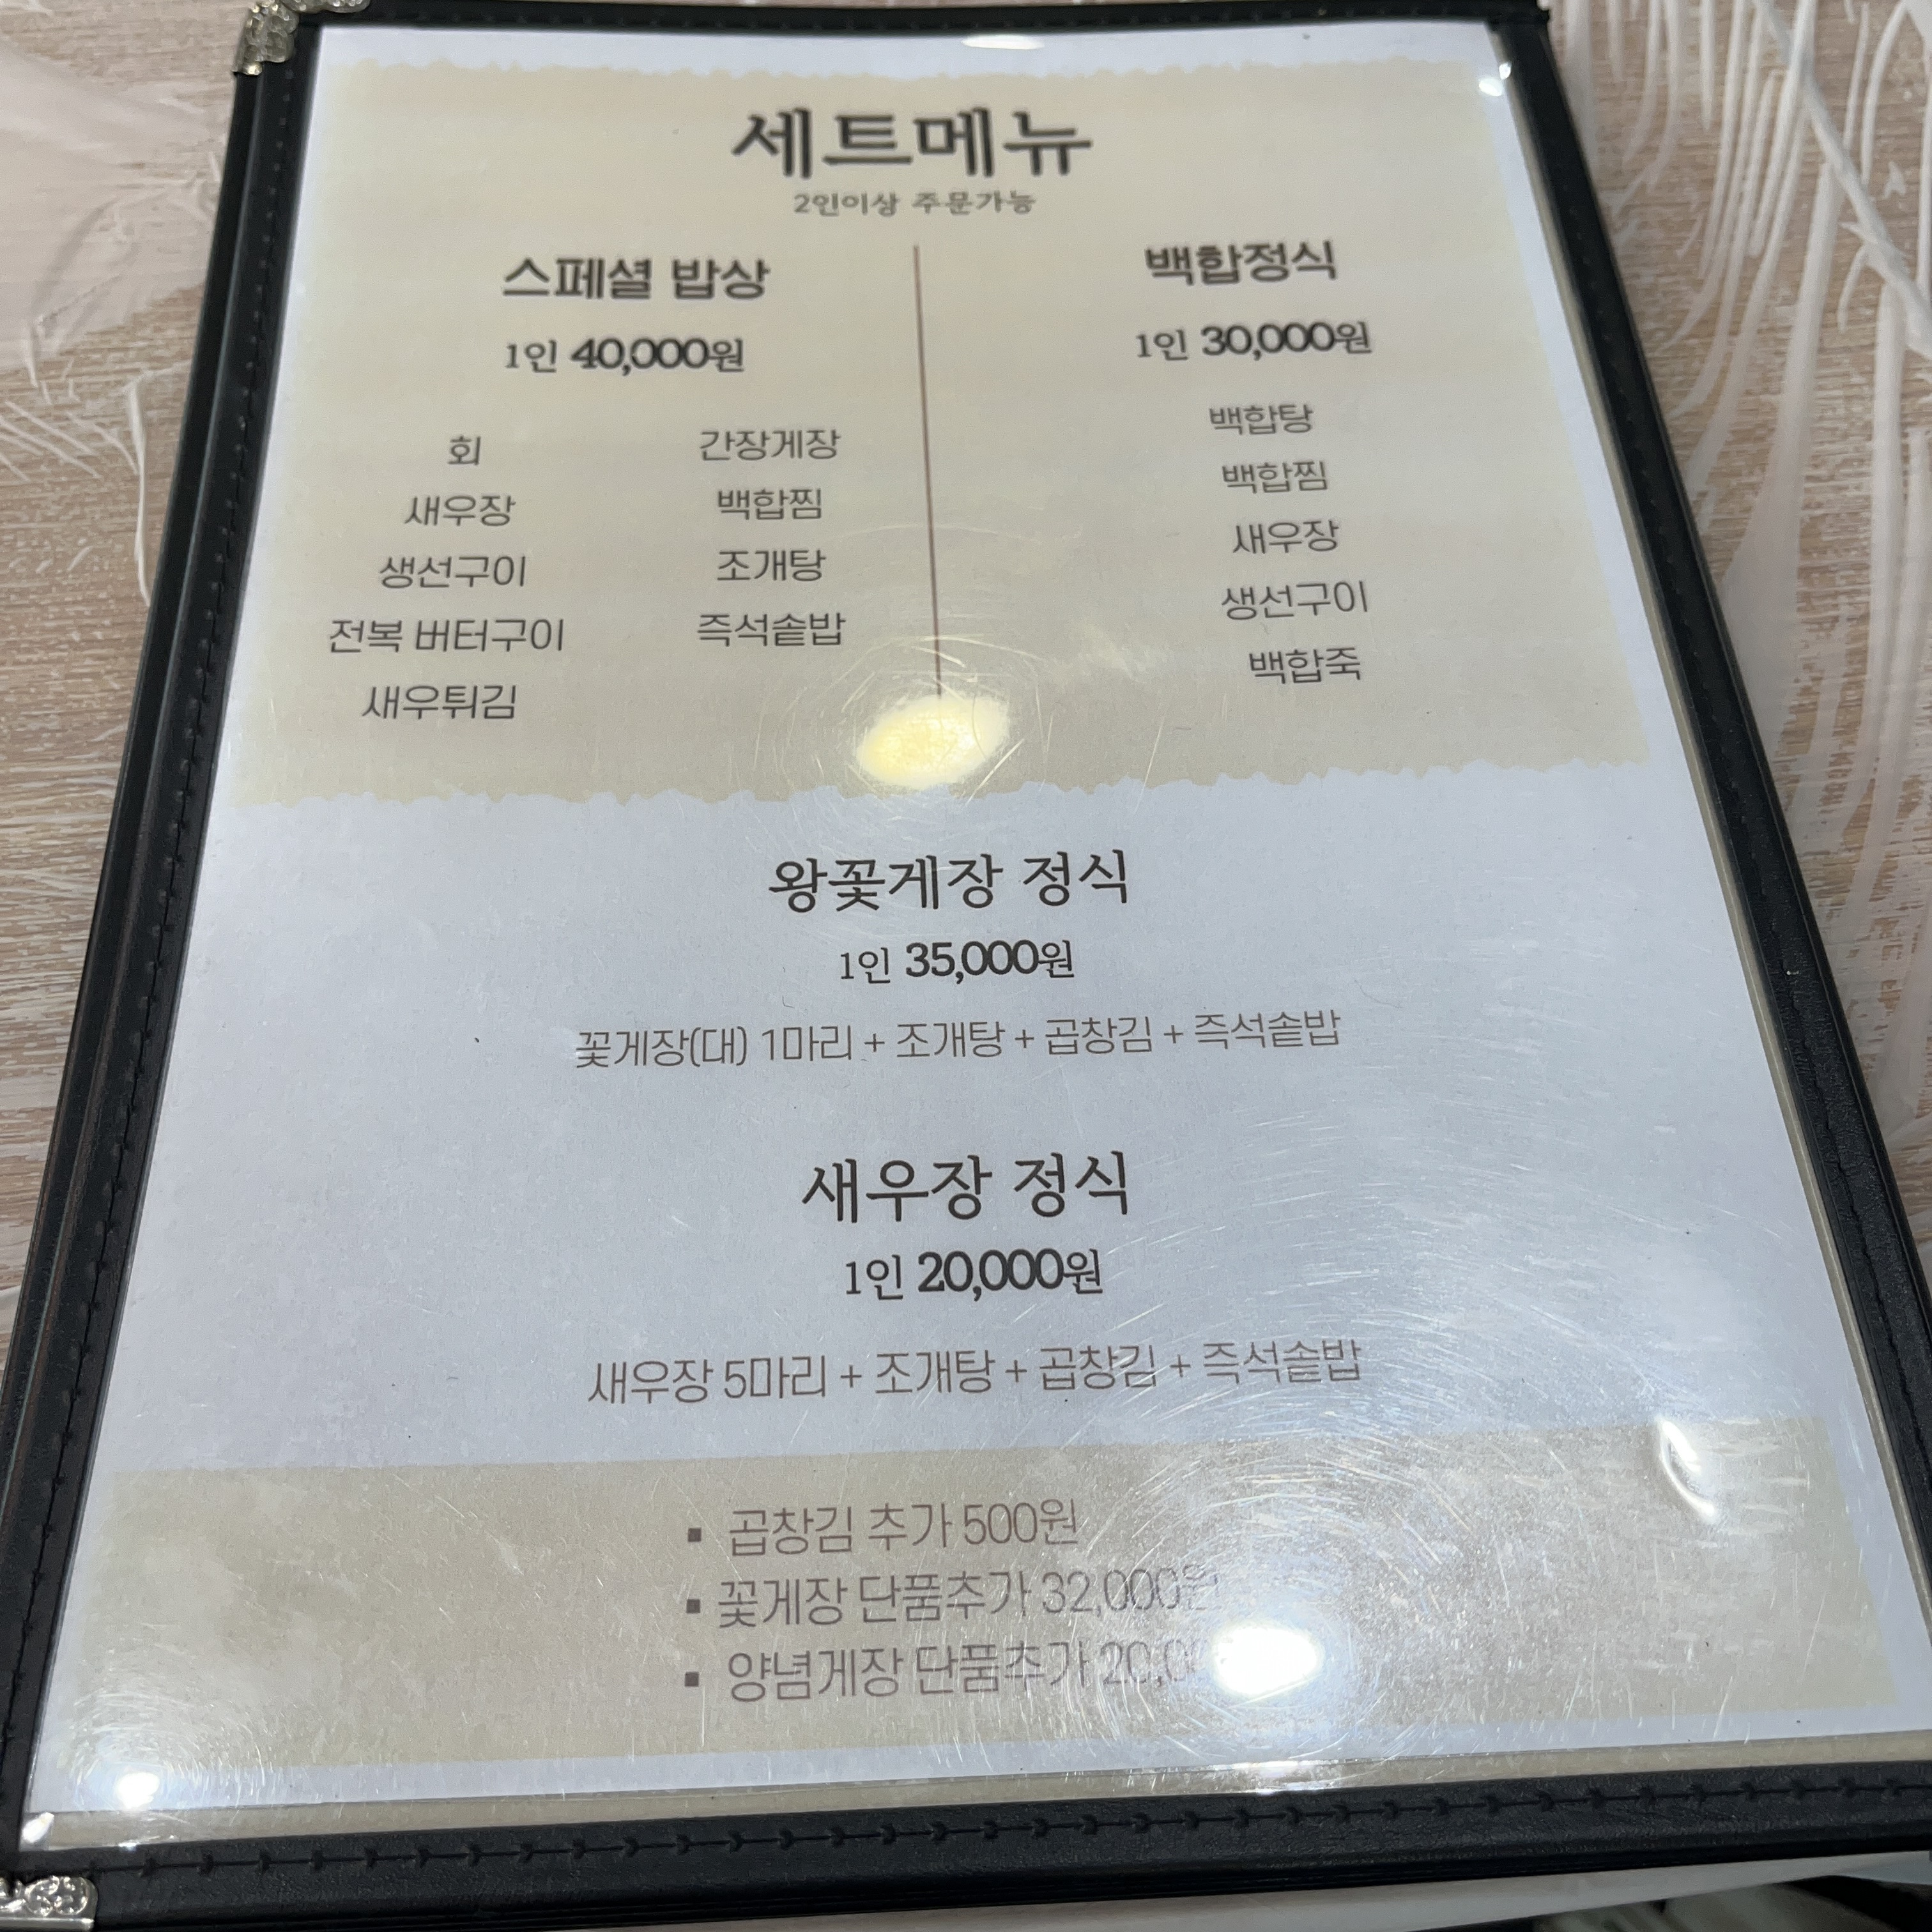 세트메뉴
2인이상 주문가능
스페셜 밥상
1인 40,000원
회
새우장
생선구이
전복 버터구이
새우튀김
간장게장
백합찜
조개탕
즉석솥밥
백합정식
1인 30,000원
백합탕
백합찜
새우장
생선구이
백합죽
왕꽃게장 정식
1인 35,000원
꽃게장(대) 1마리 + 조개탕 + 곱창김 + 즉석솥밥
새우장 정식
1인 20,000원
새우장 5마리 + 조개탕 + 곱창김 + 즉석솥밥
▪ 곱창김 추가 500원
▪ 꽃게장 단품추가 32,000원
▪ 양념게장 단품추가